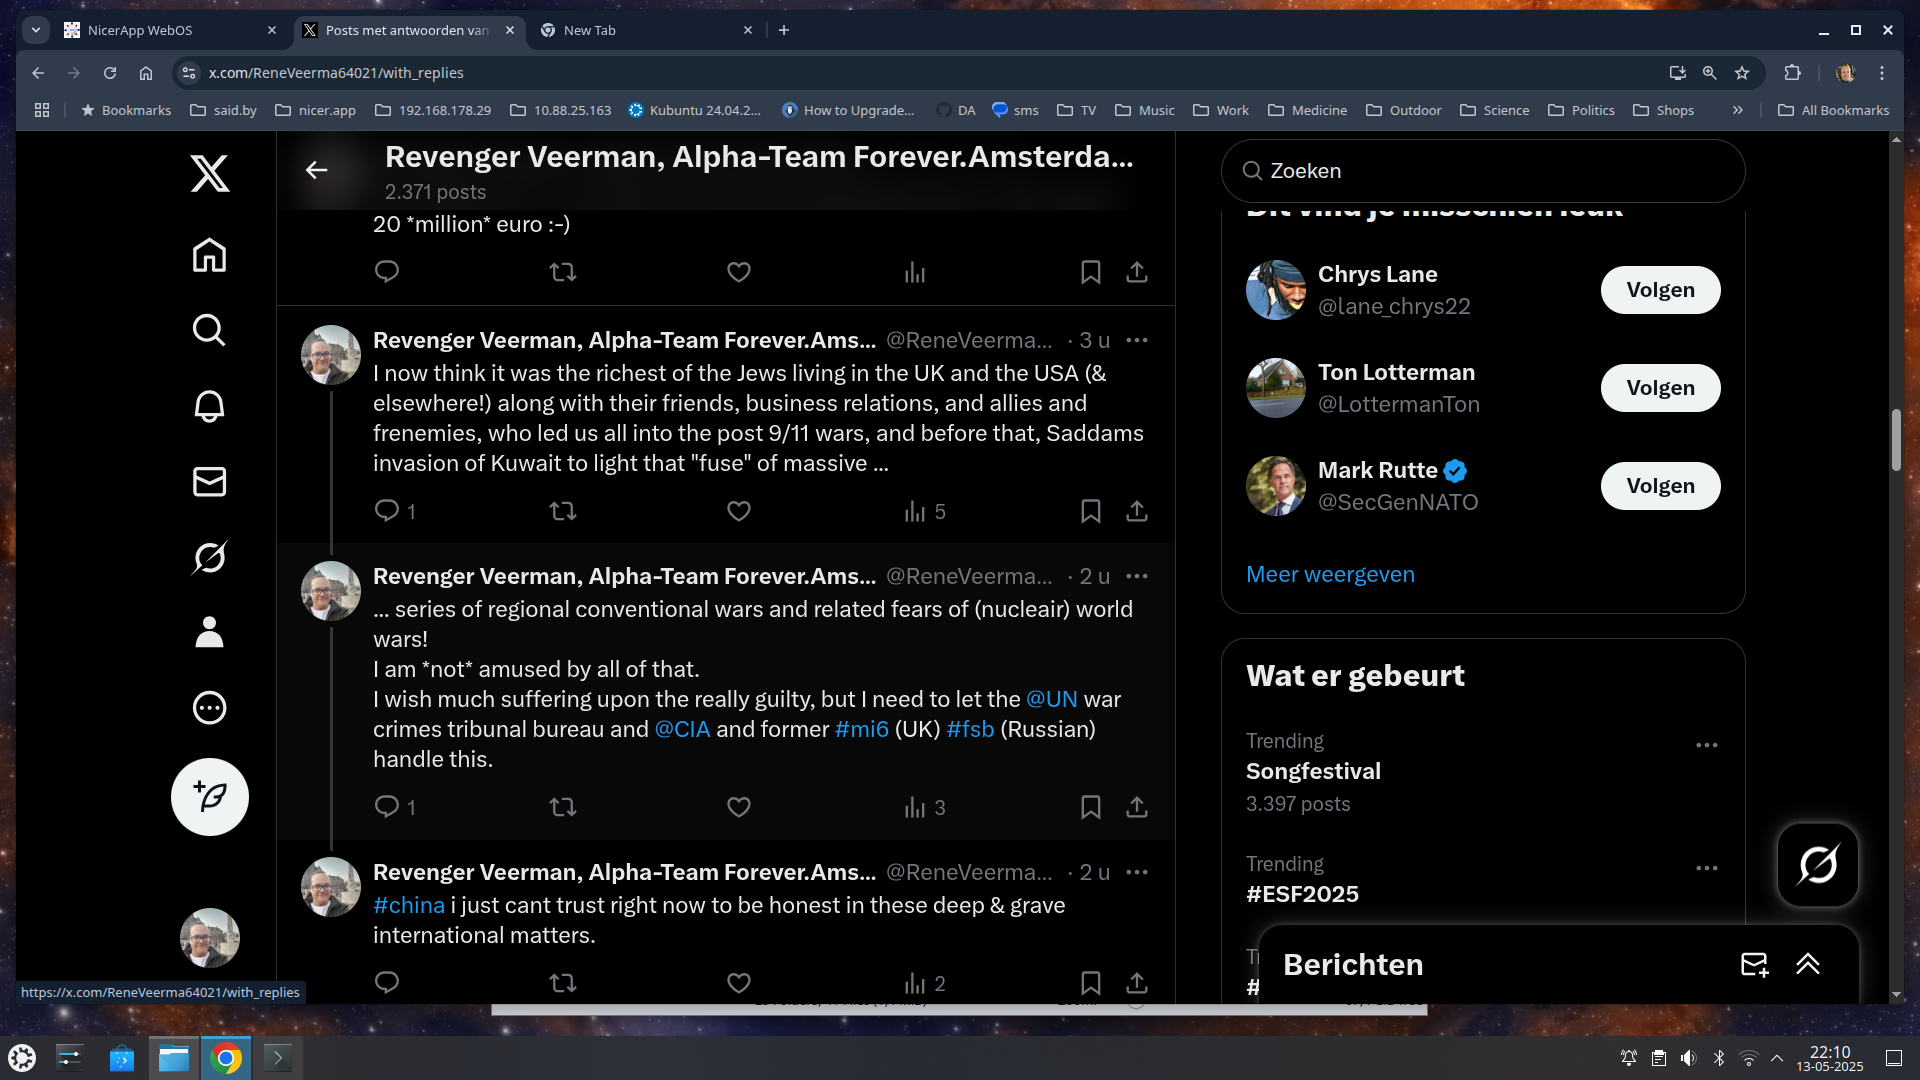 NicerApp WebOS
Posts met antwoorden van
New Tab
x.com/ReneVeerma64021/with_replies
Bookmarks
said.by
nicer.app
192.168.178.29
10.88.25.163
Kubuntu 24.04.2...
How to Upgrade...
DA
sms
TV
Music
Work
Medicine
Outdoor
Science
Politics
Shops
All Bookmarks
Revenger Veerman, Alpha-Team Forever.Amsterda...
2.371 posts
20 *million* euro :-)
Revenger Veerman, Alpha-Team Forever.Ams... @ReneVeerma... · 3 u
I now think it was the richest of the Jews living in the UK and the USA (&
elsewhere!) along with their friends, business relations, and allies and
frenemies, who led us all into the post 9/11 wars, and before that, Saddams
invasion of Kuwait to light that "fuse" of massive ...
1
5
Revenger Veerman, Alpha-Team Forever.Ams... @ReneVeerma... · 2 u
... series of regional conventional wars and related fears of (nucleair) world
wars!
I am *not* amused by all of that.
I wish much suffering upon the really guilty, but I need to let the @UN war
crimes tribunal bureau and @CIA and former #mi6 (UK) #fsb (Russian)
handle this.
1
3
Revenger Veerman, Alpha-Team Forever.Ams... @ReneVeerma... · 2 u
#china i just cant trust right now to be honest in these deep & grave
international matters.
2
Zoeken
Dit vind je misschien leuk
Chrys Lane
@lane_chrys22
Volgen
Ton Lotterman
@LottermanTon
Volgen
Mark Rutte
@SecGenNATO
Volgen
Meer weergeven
Wat er gebeurt
Trending
Songfestival
3.397 posts
Trending
#ESF2025
Berichten
https://x.com/ReneVeerma64021/with_replies
22:10
13-05-2025